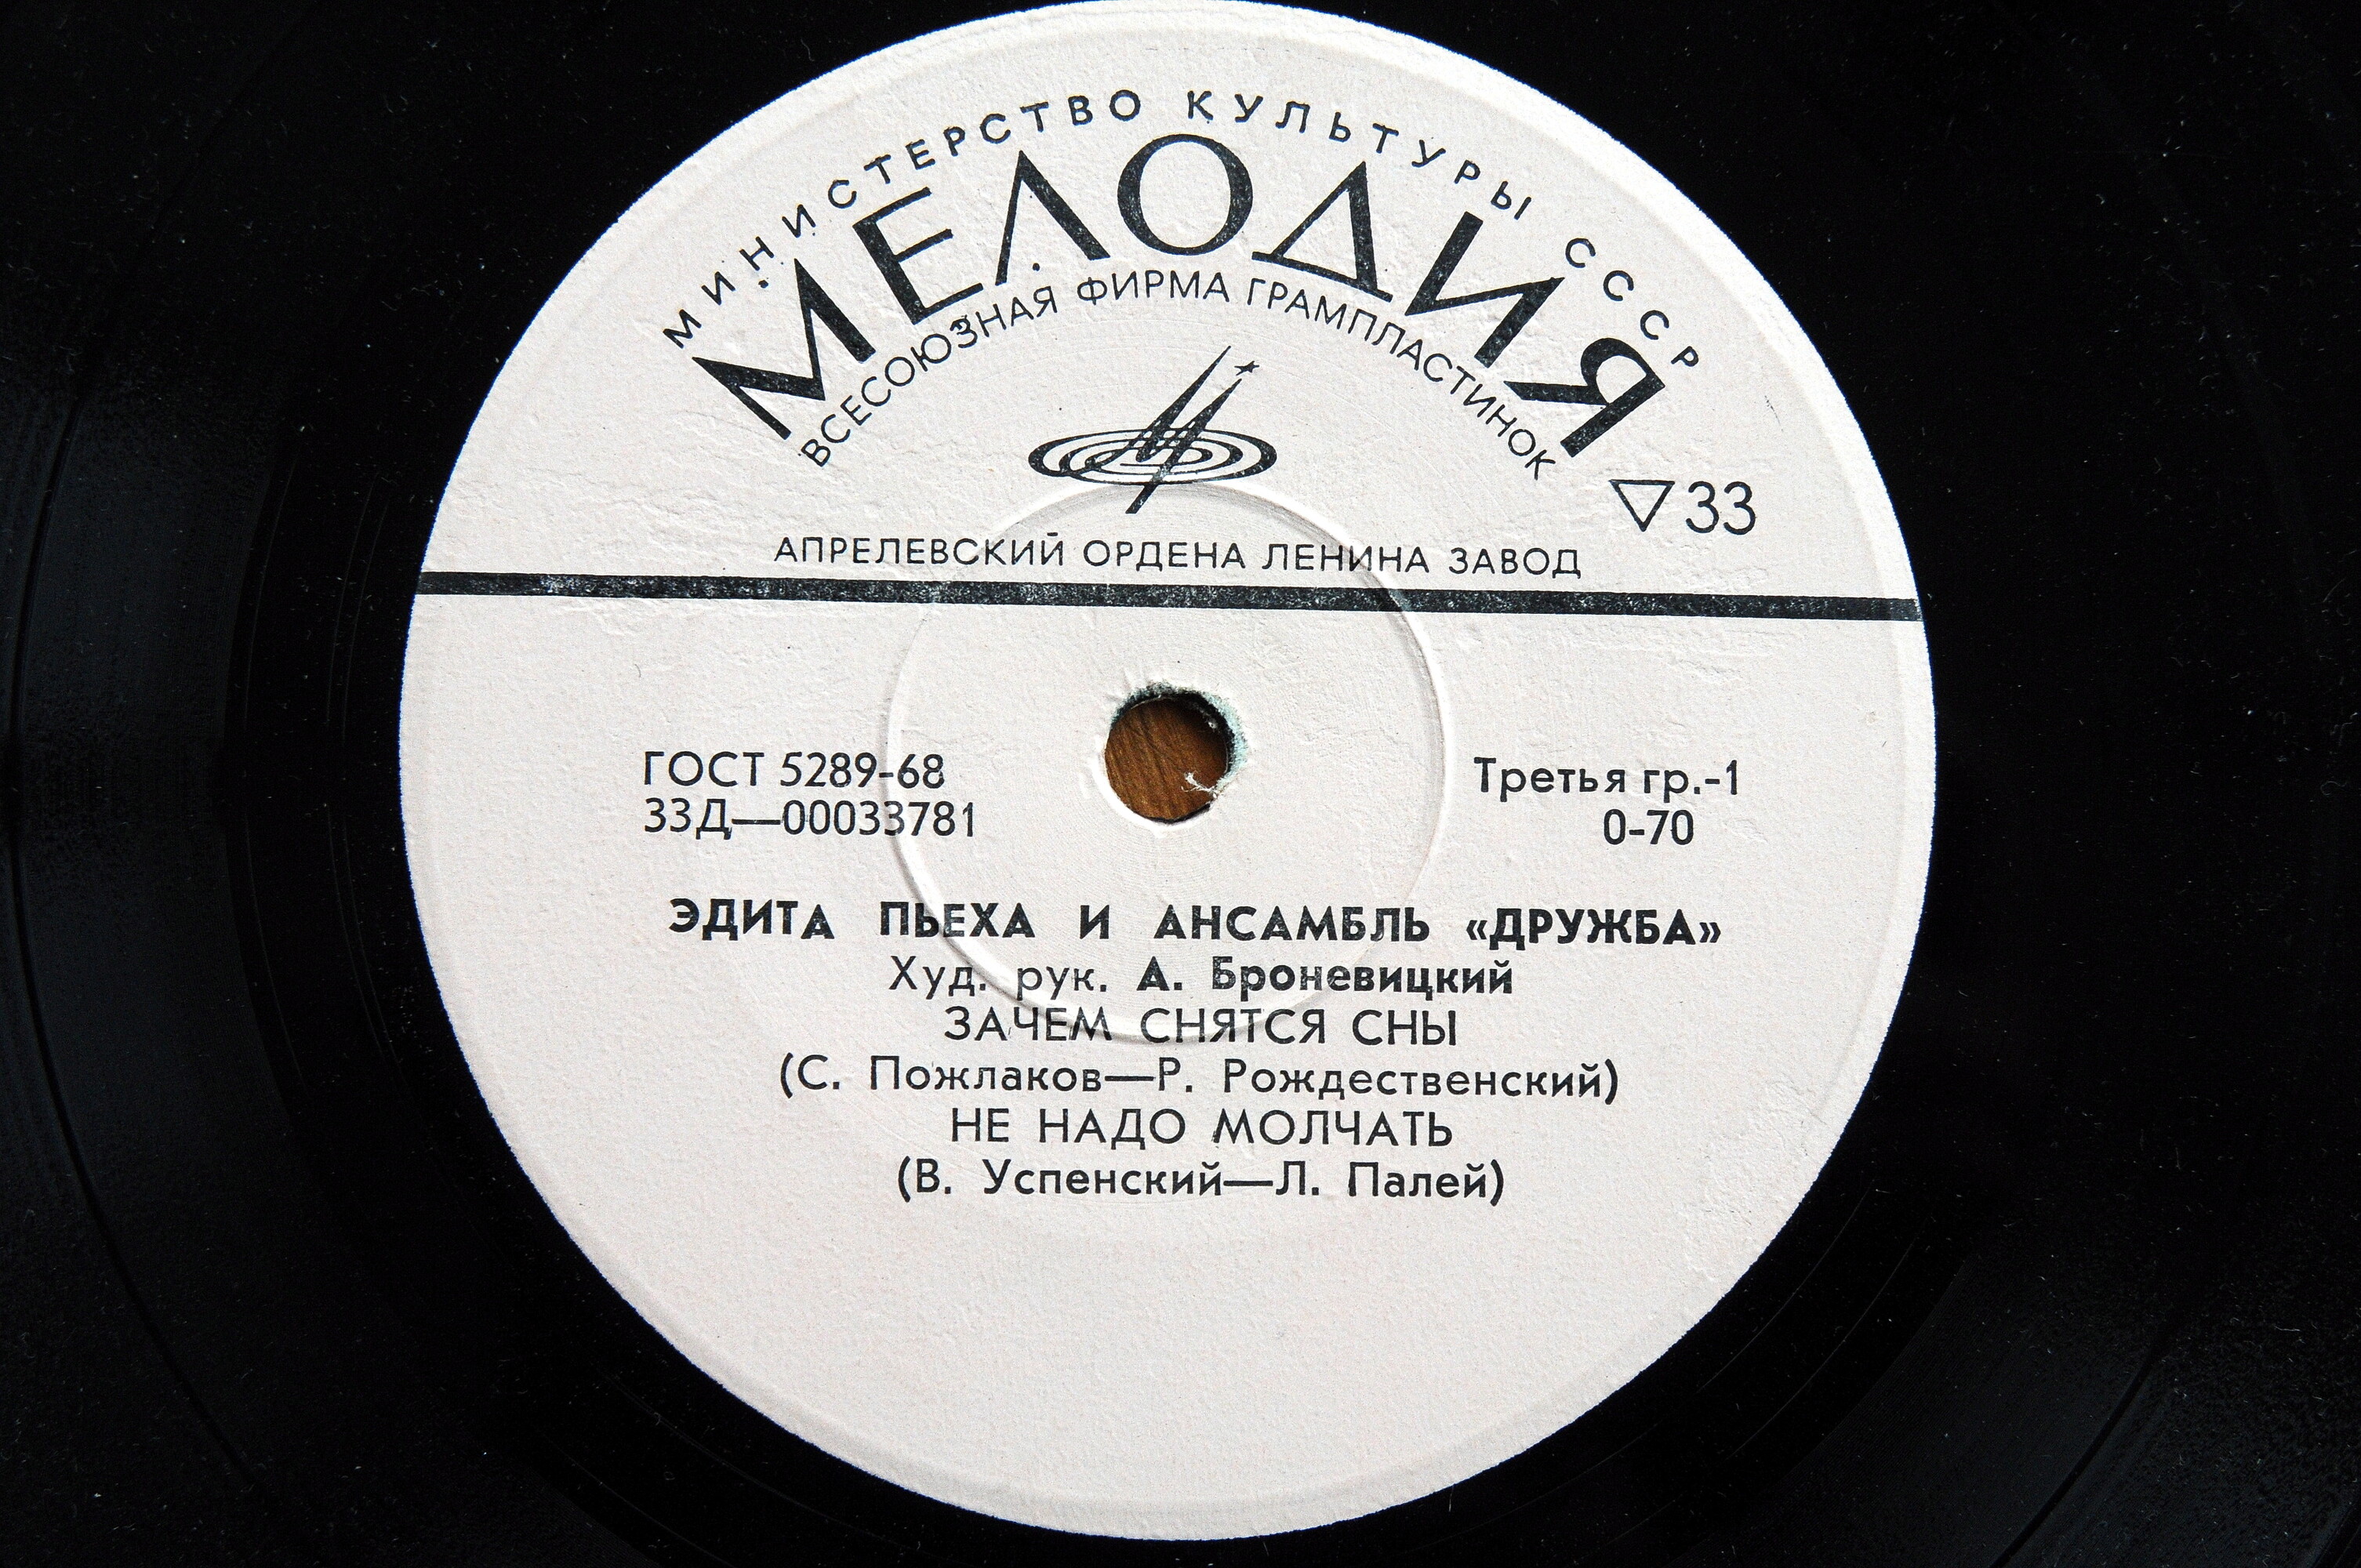 МИНИСТЕРСТВО КУЛЬТУРЫ СССР
МЕЛОДИЯ
ВСЕСОЮЗНАЯ ФИРМА ГРАМПЛАСТИНОК
▽33
АПРЕЛЕВСКИЙ ОРДЕНА ЛЕНИНА ЗАВОД
ГОСТ 5289-68
33Д—00033781
Третья гр.-1
0-70
ЭДИТА ПЬЕХА И АНСАМБЛЬ «ДРУЖБА»
Худ. рук. А. Броневицкий
ЗАЧЕМ СНЯТСЯ СНЫ
(С. Пожлаков—Р. Рождественский)
НЕ НАДО МОЛЧАТЬ
(В. Успенский—Л. Палей)